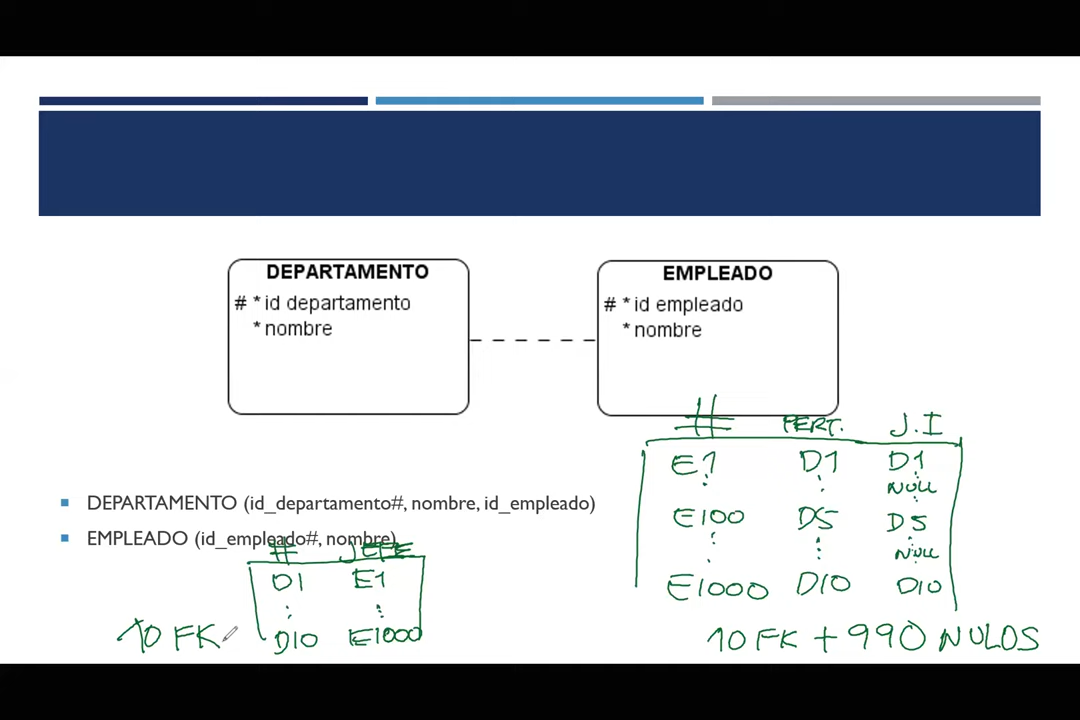 DEPARTAMENTO
# * id departamento
* nombre
EMPLEADO
# * id empleado
* nombre
# PERT. J.I
E1 D1 D1
NULL
E100 D5 D5
NULL
E1000 D10 D10
10 FK + 990 NULOS
DEPARTAMENTO (id_departamento#, nombre, id_empleado)
EMPLEADO (id_empleado#, nombre)
# JEFE
D1 E1
D10 E1000
10 FK